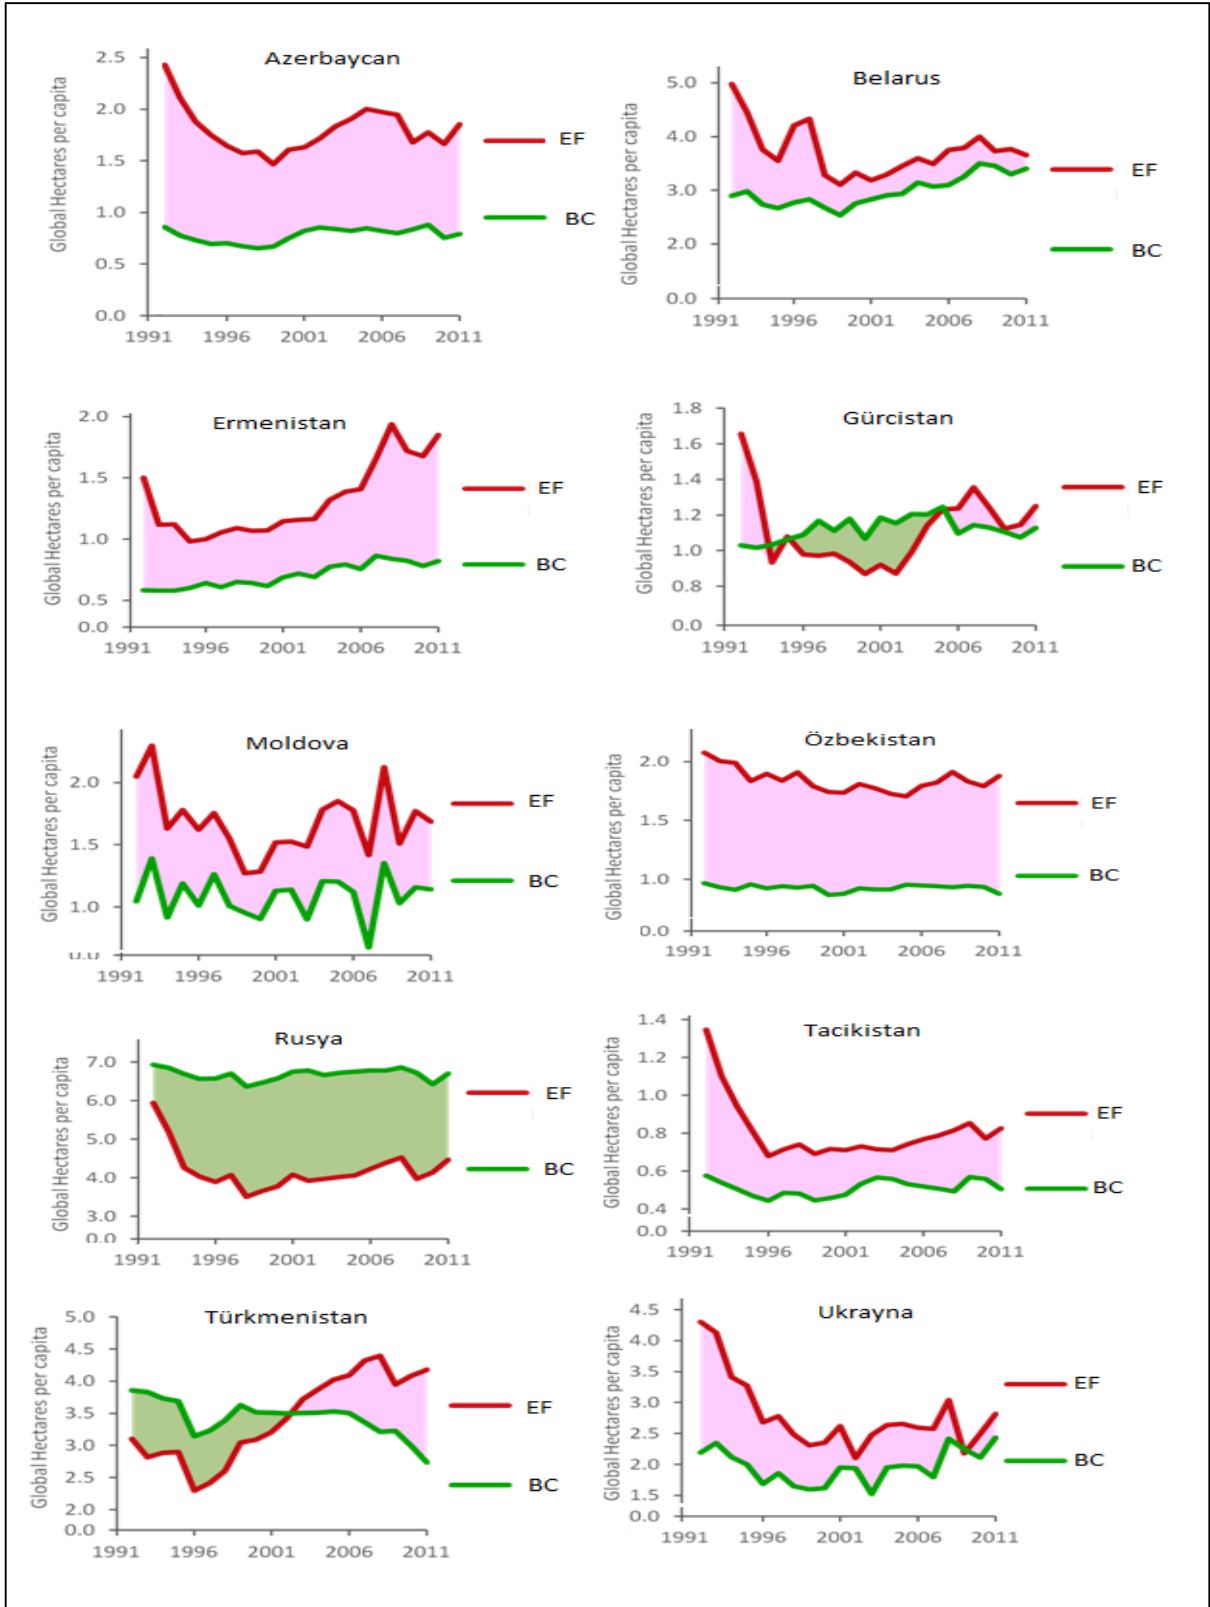 Azerbaycan
Global Hectares per capita
2.5
2.0
1.5
1.0
0.5
0.0
1991 1996 2001 2006 2011
EF
BC
Belarus
Global Hectares per capita
5.0
4.0
3.0
2.0
0.0
1991 1996 2001 2006 2011
EF
BC
Ermenistan
Global Hectares per capita
2.0
1.5
1.0
0.5
0.0
1991 1996 2001 2006 2011
EF
BC
Gürcistan
Global Hectares per capita
1.8
1.6
1.4
1.2
1.0
0.8
0.0
1991 1996 2001 2006 2011
EF
BC
Moldova
Global Hectares per capita
2.0
1.5
1.0
0.0
1991 1996 2001 2006 2011
EF
BC
Özbekistan
Global Hectares per capita
2.0
1.5
1.0
0.0
1991 1996 2001 2006 2011
EF
BC
Rusya
Global Hectares per capita
7.0
6.0
5.0
4.0
3.0
0.0
1991 1996 2001 2006 2011
EF
BC
Tacikistan
Global Hectares per capita
1.4
1.2
1.0
0.8
0.6
0.4
0.0
1991 1996 2001 2006 2011
EF
BC
Türkmenistan
Global Hectares per capita
5.0
4.5
4.0
3.5
3.0
2.5
2.0
0.0
1991 1996 2001 2006 2011
EF
BC
Ukrayna
Global Hectares per capita
4.5
4.0
3.5
3.0
2.5
2.0
1.5
0.0
1991 1996 2001 2006 2011
EF
BC